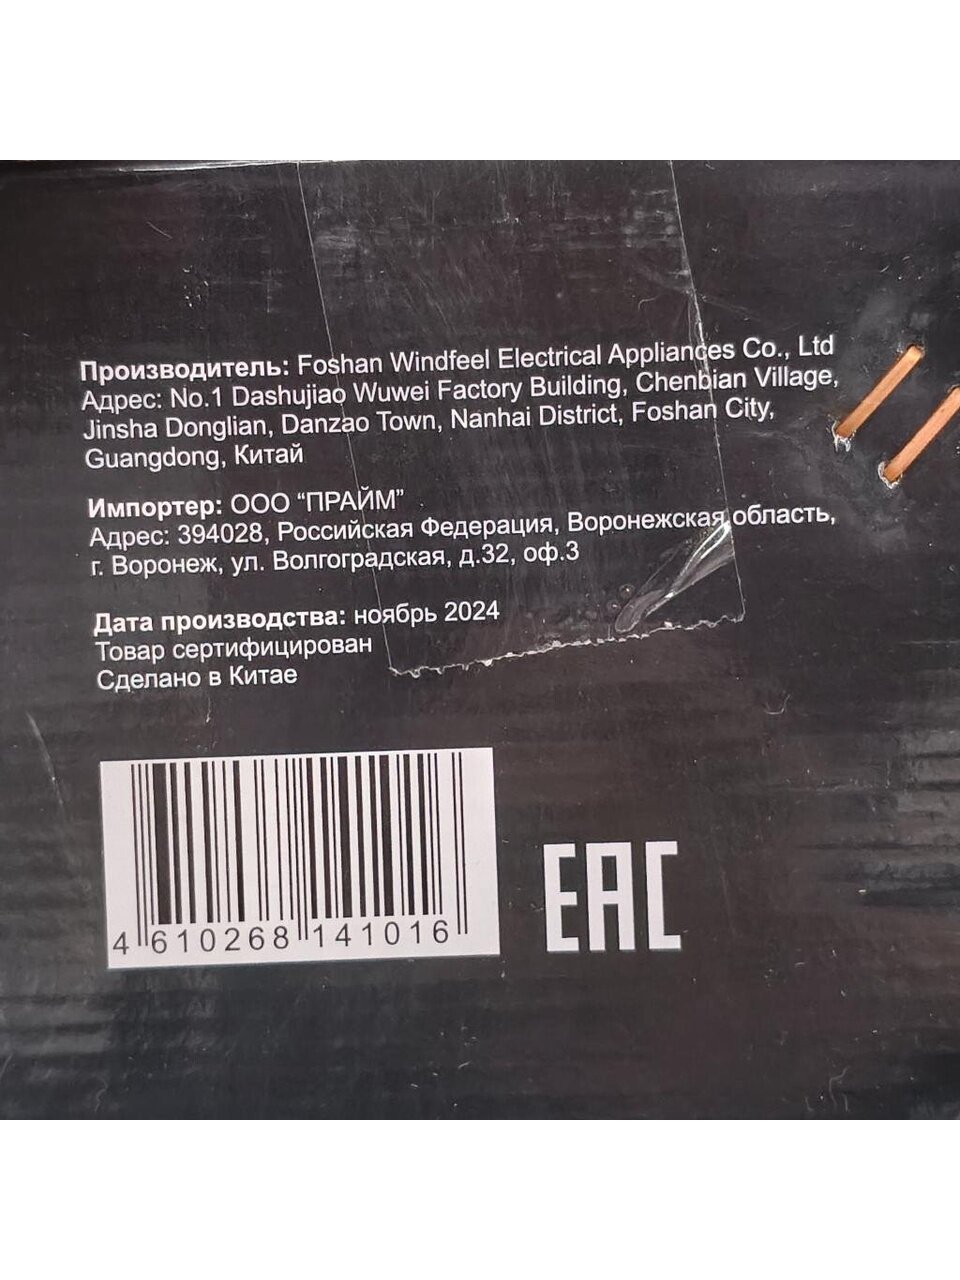 Производитель: Foshan Windfeel Electrical Appliances Co., Ltd
Адрес: No.1 Dashujiao Wuwei Factory Building, Chenbian Village,
Jinsha Donglian, Danzao Town, Nanhai District, Foshan City,
Guangdong, Китай
Импортер: ООО “ПРАЙМ”
Адрес: 394028, Российская Федерация, Воронежская область,
г. Воронеж, ул. Волгоградская, д.32, оф.3
Дата производства: ноябрь 2024
Товар сертифицирован
Сделано в Китае
4 610268 141016
EAC